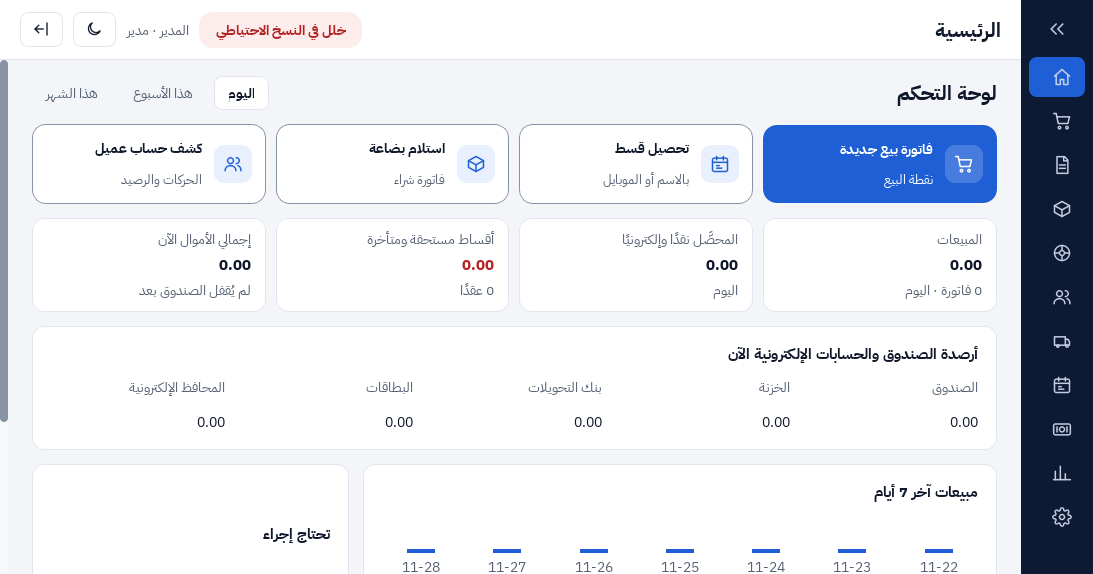 الرئيسية
خلل في النسخ الاحتياطي
المدير · مدير
لوحة التحكم
اليوم
هذا الأسبوع
هذا الشهر
فاتورة بيع جديدة
نقطة البيع
تحصيل قسط
بالاسم أو الموبايل
استلام بضاعة
فاتورة شراء
كشف حساب عميل
الحركات والرصيد
المبيعات
0.00
0 فاتورة · اليوم
المحصَّل نقدًا وإلكترونيًا
0.00
اليوم
أقساط مستحقة ومتأخرة
0.00
0 عقدًا
إجمالي الأموال الآن
0.00
لم يُقفل الصندوق بعد
أرصدة الصندوق والحسابات الإلكترونية الآن
الصندوق
الخزنة
بنك التحويلات
البطاقات
المحافظ الإلكترونية
0.00
0.00
0.00
0.00
0.00
مبيعات آخر 7 أيام
11-22
11-23
11-24
11-25
11-26
11-27
11-28
تحتاج إجراء